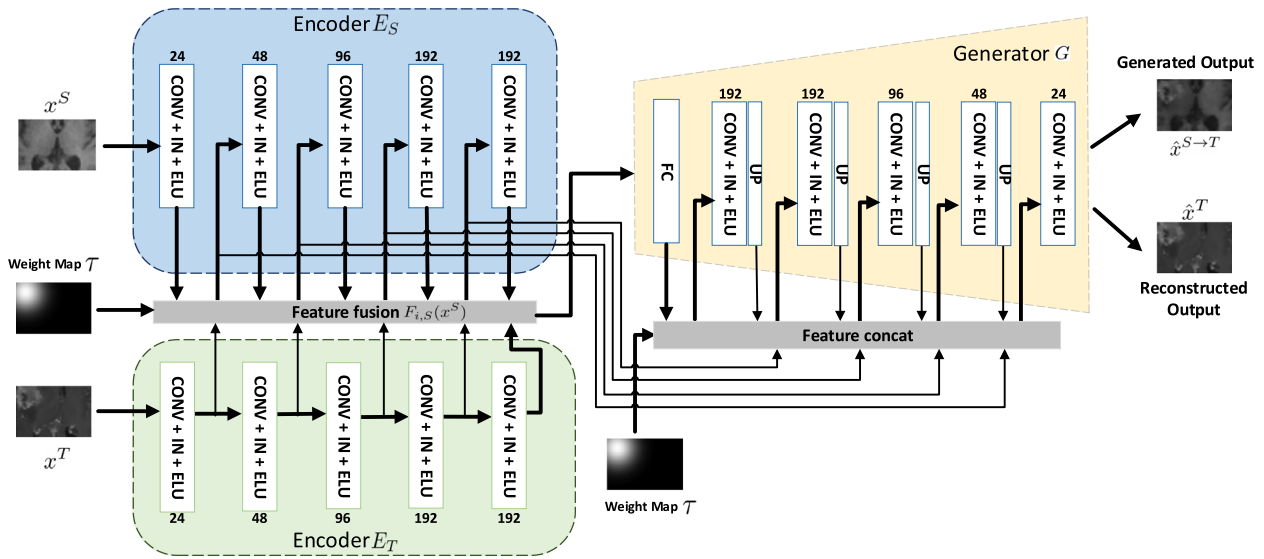 Encoder E_S
24 48 96 192 192
CONV + IN + ELU
CONV + IN + ELU
CONV + IN + ELU
CONV + IN + ELU
CONV + IN + ELU
x^S
Weight Map τ
Feature fusion F_{i,S}(x^S)
x^T
CONV + IN + ELU
CONV + IN + ELU
CONV + IN + ELU
CONV + IN + ELU
CONV + IN + ELU
24 48 96 192 192
Encoder E_T
Generator G
192 192 96 48 24
FC
CONV + IN + ELU
UP
CONV + IN + ELU
UP
CONV + IN + ELU
UP
CONV + IN + ELU
UP
CONV + IN + ELU
Feature concat
Weight Map τ
Generated Output
x̂^{S→T}
x̂^T
Reconstructed
Output